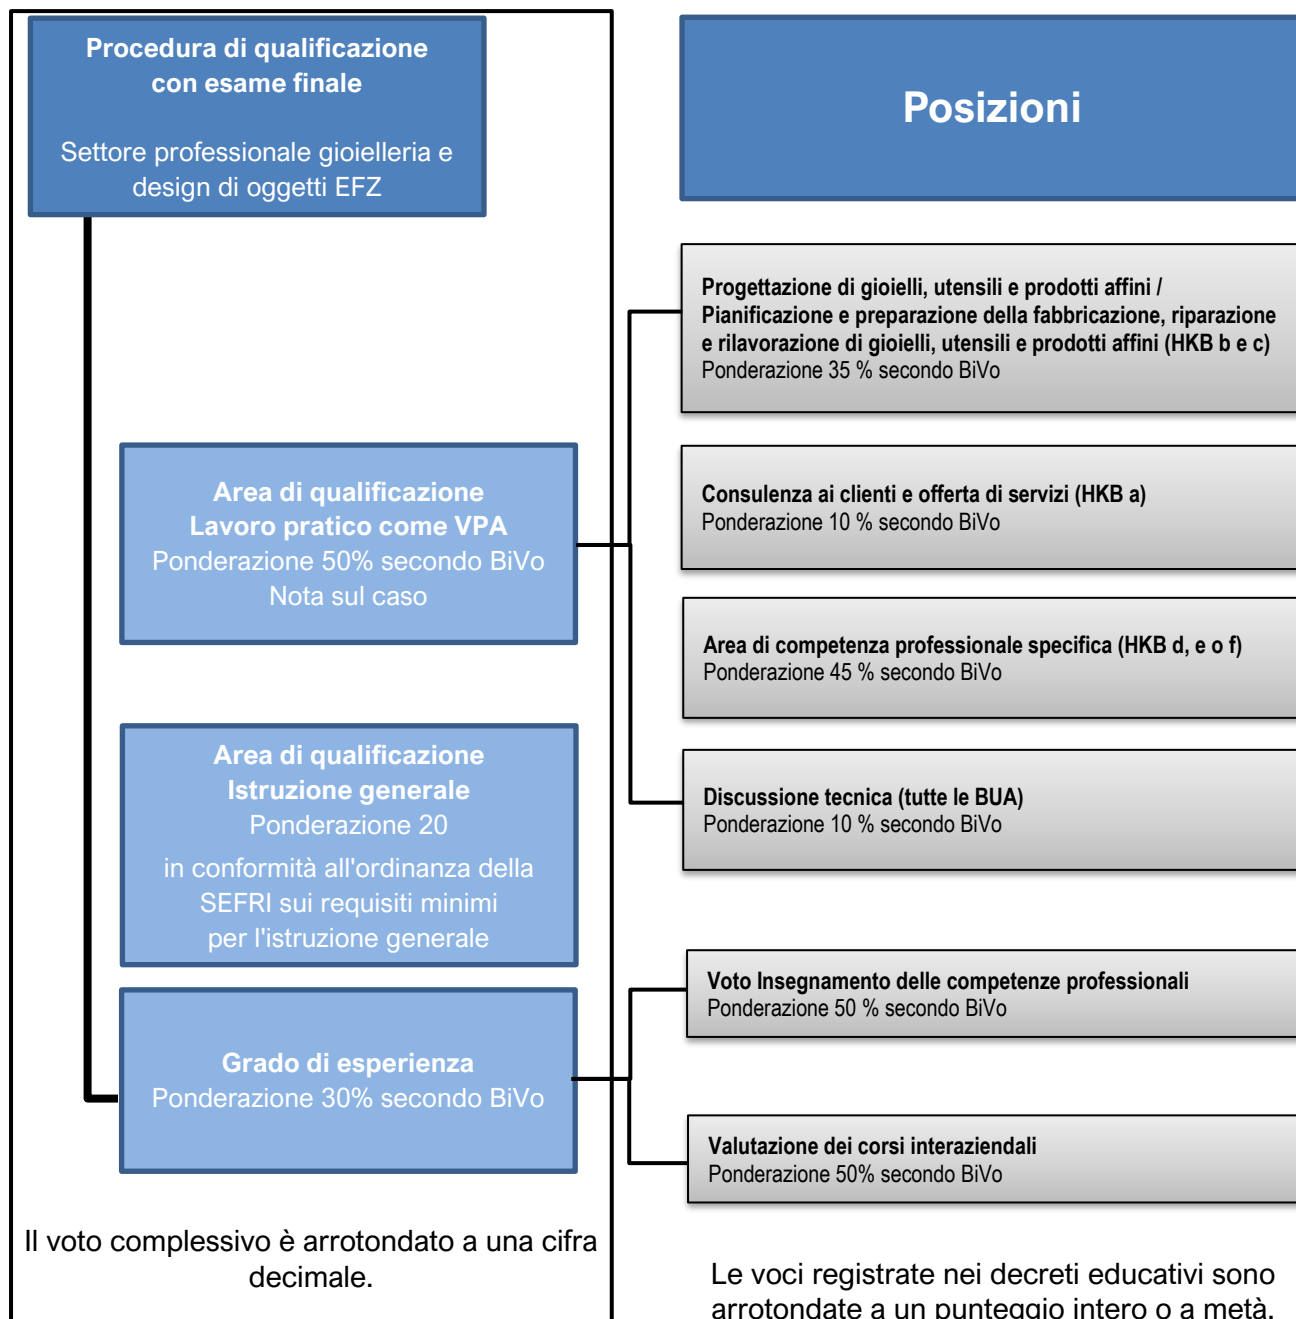 Procedura di qualificazione
con esame finale
Settore professionale gioielleria e
design di oggetti EFZ
Posizioni
Progettazione di gioielli, utensili e prodotti affini /
Pianificazione e preparazione della fabbricazione, riparazione
e rilavorazione di gioielli, utensili e prodotti affini (HKB b e c)
Ponderazione 35 % secondo BiVo
Area di qualificazione
Lavoro pratico come VPA
Ponderazione 50% secondo BiVo
Nota sul caso
Consulenza ai clienti e offerta di servizi (HKB a)
Ponderazione 10 % secondo BiVo
Area di competenza professionale specifica (HKB d, e o f)
Ponderazione 45 % secondo BiVo
Discussione tecnica (tutte le BUA)
Ponderazione 10 % secondo BiVo
Area di qualificazione
Istruzione generale
Ponderazione 20
in conformità all'ordinanza della
SEFRI sui requisiti minimi
per l'istruzione generale
Grado di esperienza
Ponderazione 30% secondo BiVo
Voto Insegnamento delle competenze professionali
Ponderazione 50 % secondo BiVo
Valutazione dei corsi interaziendali
Ponderazione 50% secondo BiVo
Il voto complessivo è arrotondato a una cifra
decimale.
Le voci registrate nei decreti educativi sono
arrotondate a un punteggio intero o a metà.